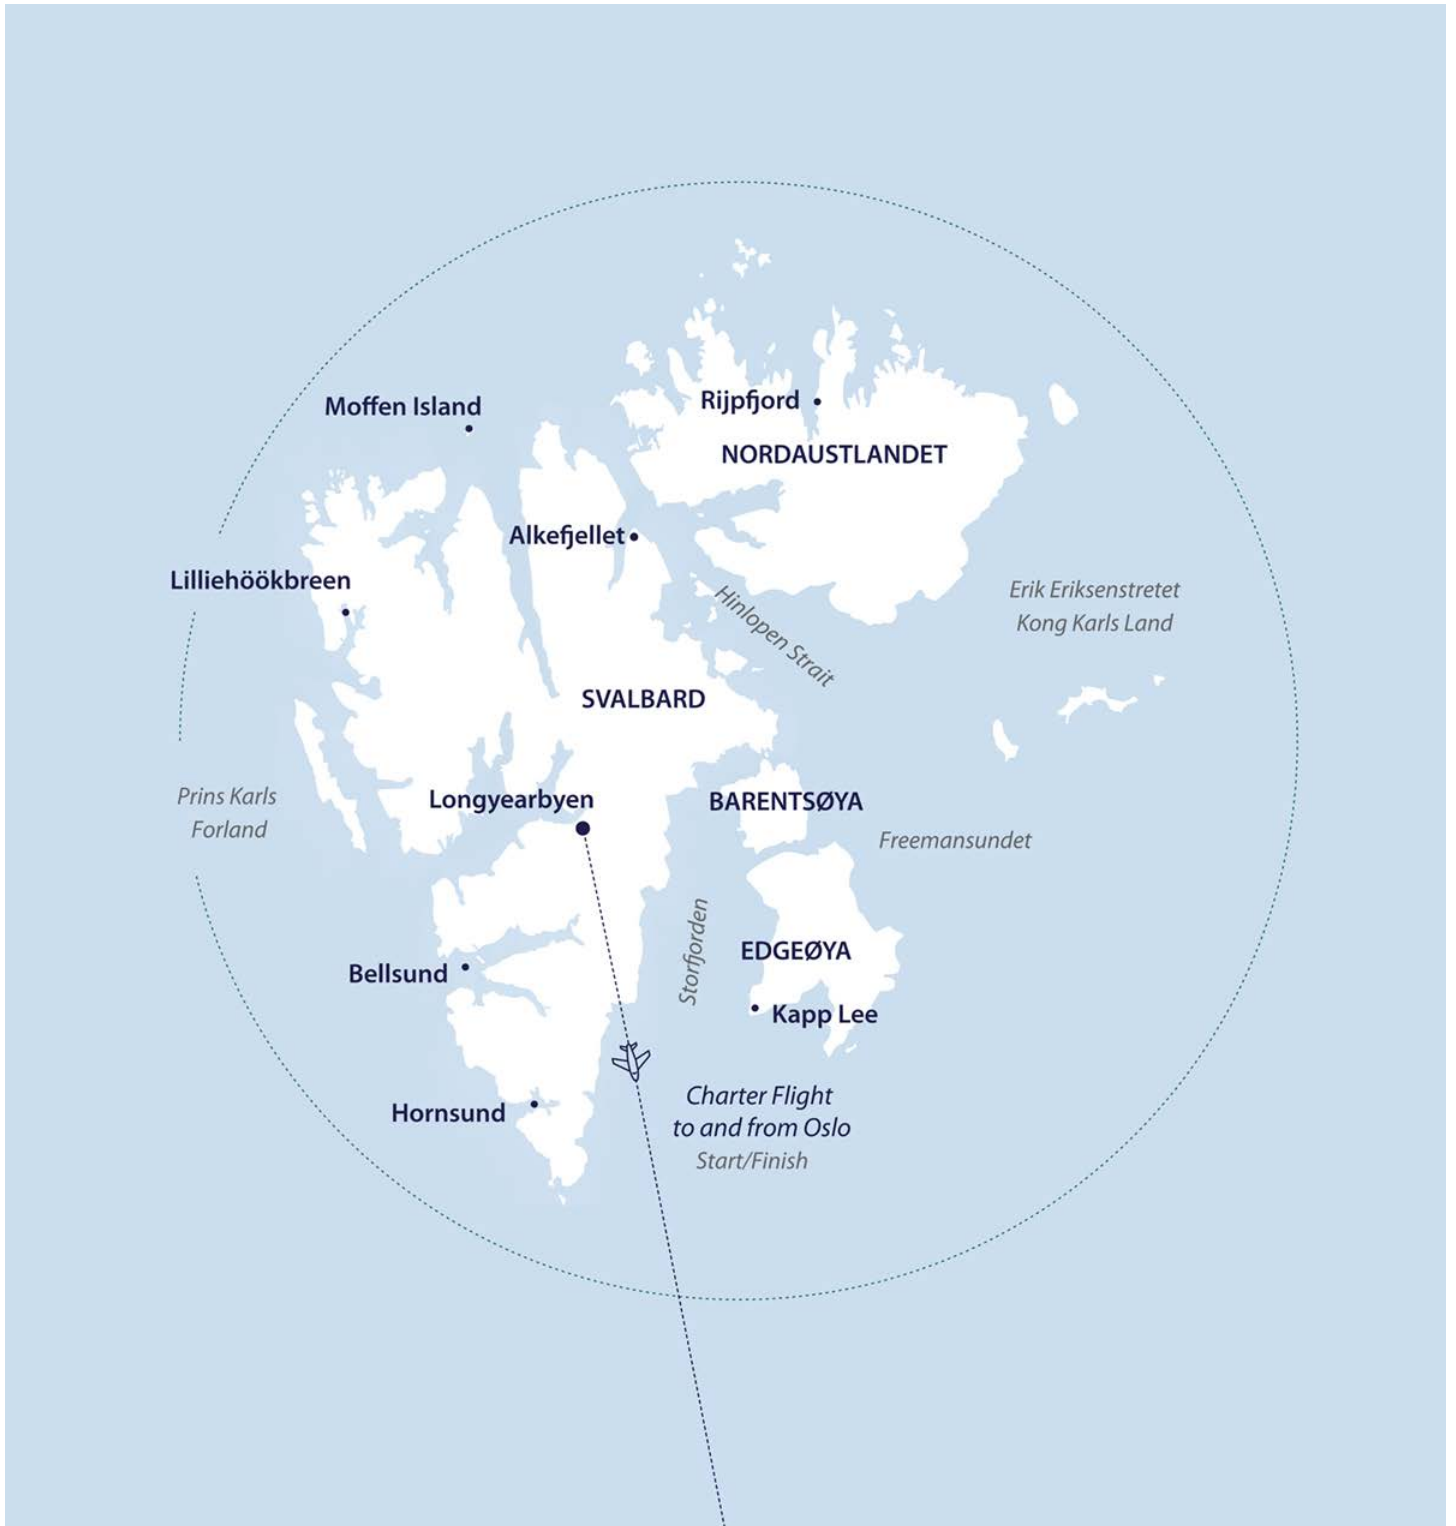 Rijpfjord
Moffen Island
NORDAUSTLANDET
Alkefjellet
Lilliehöökbreen
Erik Eriksenstretet
Kong Karls Land
Hinlopen Strait
SVALBARD
Prins Karls
Forland
Longyearbyen
BARENTSØYA
Freemansundet
Storfjorden
EDGEØYA
Bellsund
Kapp Lee
Charter Flight
to and from Oslo
Start/Finish
Hornsund